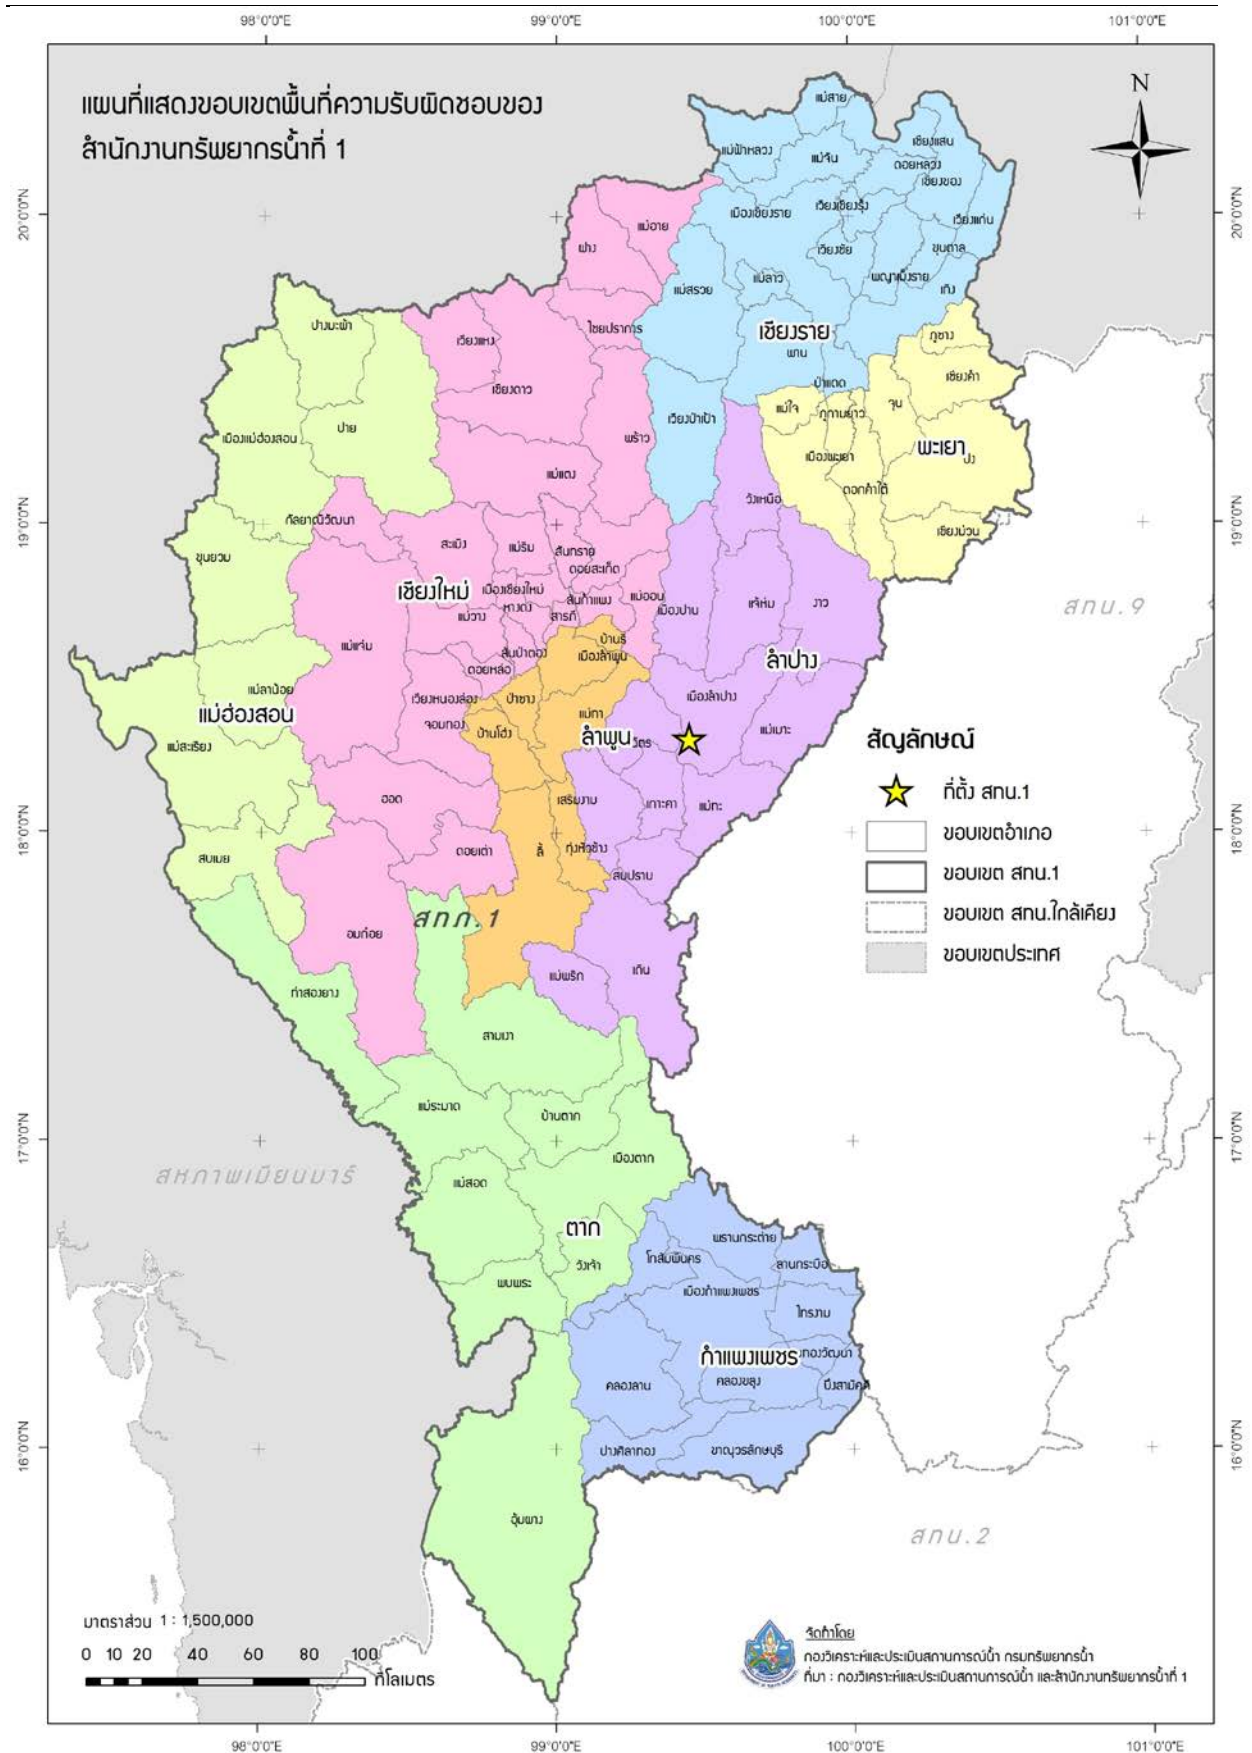 98°0'0"E 99°0'0"E 100°0'0"E 101°0'0"E
แผนที่แสดงขอบเขตพื้นที่ความรับผิดชอบของ
สำนักงานทรัพยากรน้ำที่ 1
N
20°0'0"N 20°0'0"N
19°0'0"N 19°0'0"N
18°0'0"N 18°0'0"N
17°0'0"N 17°0'0"N
16°0'0"N 16°0'0"N
แม่สาย
เชียงแสน
แม่ฟ้าหลวง
แม่จัน
ดอยหลวง
เชียงของ
เมืองเชียงราย
เวียงเชียงรุ้ง
เวียงแก่น
เวียงชัย
ขุนตาล
แม่สรวย
แม่ลาว
พญาเม็งราย
เทิง
เชียงราย
พาน
ป่าแดด
เวียงป่าเป้า
แม่อาย
ฝาง
ไชยปราการ
เวียงแหง
เชียงดาว
พร้าว
แม่แตง
กัลยาณิวัฒนา
สะเมิง
แม่ริม
สันทราย
ดอยสะเก็ด
เชียงใหม่
เมืองเชียงใหม่
แม่ออน
สันกำแพง
หางดง
แม่วาง
สารภี
สันป่าตอง
แม่แจ่ม
ดอยหล่อ
เวียงหนองล่อง
จอมทอง
ฮอด
ดอยเต่า
อมก๋อย
ปางมะผ้า
ปาย
เมืองแม่ฮ่องสอน
ขุนยวม
แม่ลาน้อย
แม่ฮ่องสอน
แม่สะเรียง
สบเมย
ภูซาง
เชียงคำ
แม่ใจ
ภูกามยาว
จุน
พะเยา
ปง
เมืองพะเยา
ดอกคำใต้
เชียงม่วน
วังเหนือ
เมืองปาน
แจ้ห่ม
งาว
ลำปาง
เมืองลำปาง
แม่เมาะ
เกาะคา
แม่ทะ
สบปราบ
แม่พริก
เถิน
บ้านธิ
เมืองลำพูน
ป่าซาง
แม่ทา
บ้านโฮ่ง
ลำพูน
เสริมงาม
ลี้
ทุ่งหัวช้าง
สทภ.1
ท่าสองยาง
สามเงา
แม่ระมาด
บ้านตาก
เมืองตาก
แม่สอด
ตาก
วังเจ้า
พบพระ
อุ้มผาง
พรานกระต่าย
โกสัมพีนคร
ลานกระบือ
เมืองกำแพงเพชร
ไทรงาม
กำแพงเพชร
คลองลาน
คลองขลุง
บึงสามัคคี
ปางศิลาทอง
ขาณุวรลักษบุรี
สหภาพเมียนมาร์
สทน.9
สทน.2
สัญลักษณ์
ที่ตั้ง สทน.1
ขอบเขตอำเภอ
ขอบเขต สทน.1
ขอบเขต สทน.ใกล้เคียง
ขอบเขตประเทศ
มาตราส่วน 1 : 1,500,000
0 10 20 40 60 80 100
กิโลเมตร
จัดทำโดย
กองวิเคราะห์และประเมินสถานการณ์น้ำ กรมทรัพยากรน้ำ
ที่มา : กองวิเคราะห์และประเมินสถานการณ์น้ำ และสำนักงานทรัพยากรน้ำที่ 1
98°0'0"E 99°0'0"E 100°0'0"E 101°0'0"E